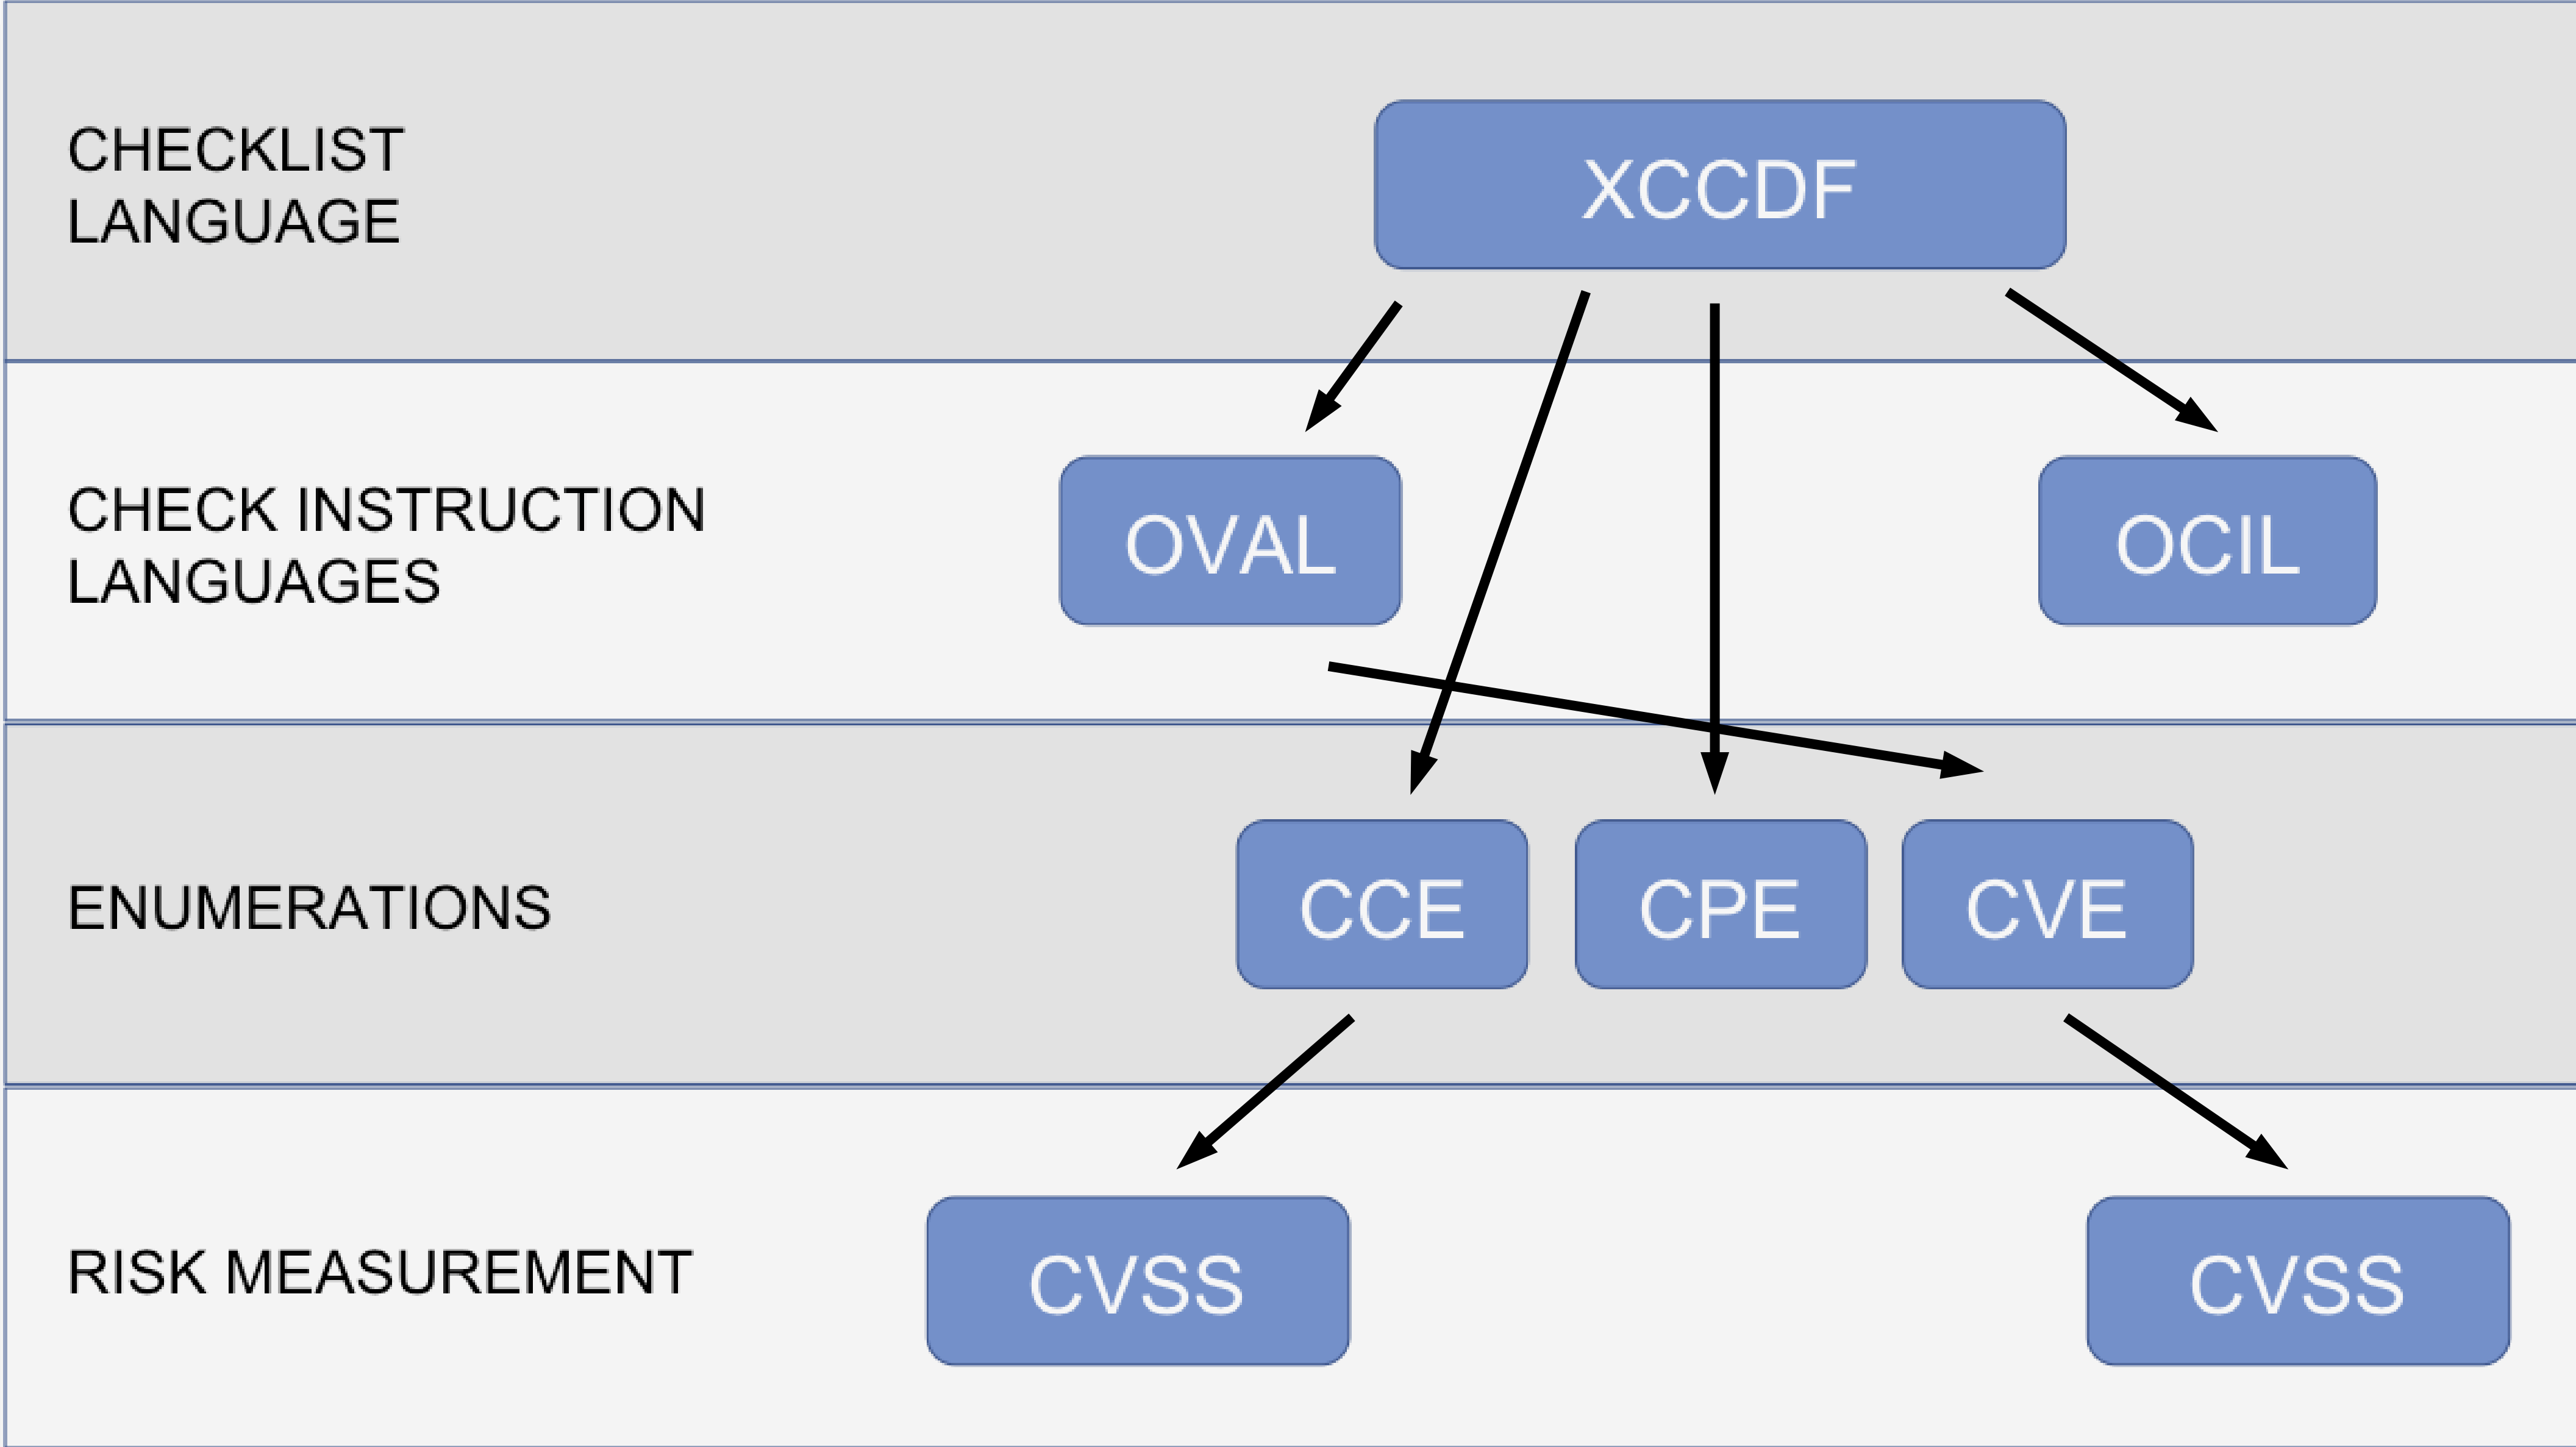 CHECKLIST
LANGUAGE
XCCDF
CHECK INSTRUCTION
LANGUAGES
OVAL
OCIL
ENUMERATIONS
CCE
CPE
CVE
RISK MEASUREMENT
CVSS
CVSS